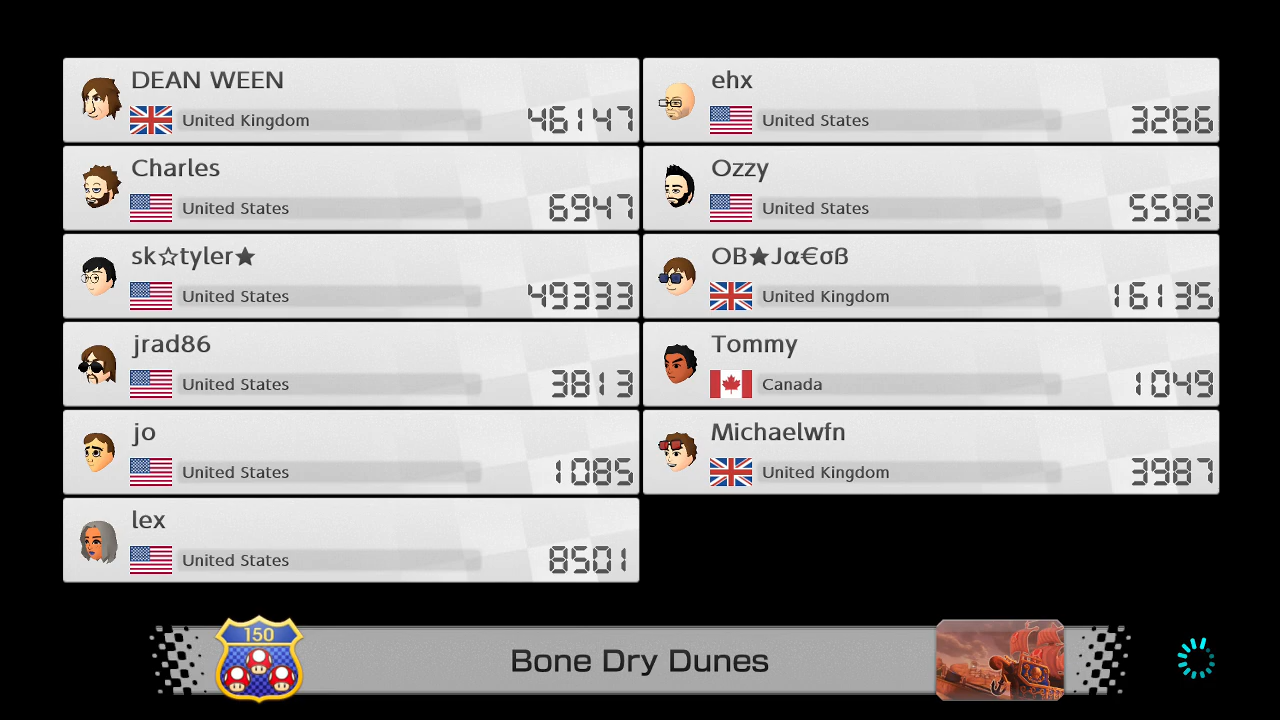 DEAN WEEN
United Kingdom 46147
ehx
United States 3266
Charles
United States 6947
Ozzy
United States 5592
sk☆tyler★
United States 49333
OB★Jα€σß
United Kingdom 16135
jrad86
United States 3813
Tommy
Canada 1049
jo
United States 1085
Michaelwfn
United Kingdom 3987
lex
United States 8501
150
Bone Dry Dunes